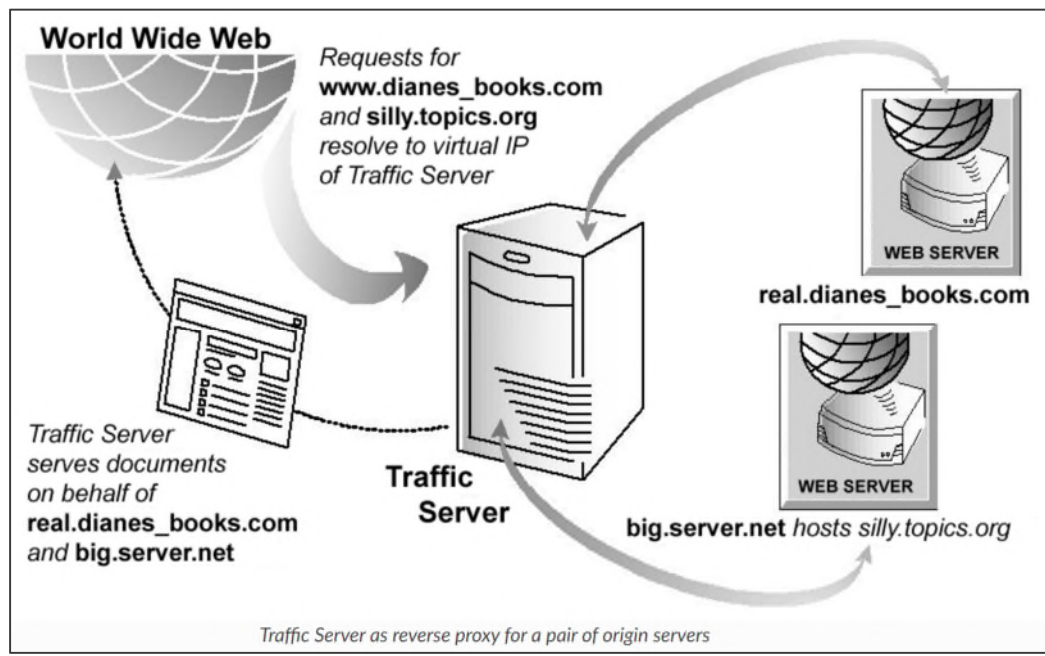 World Wide Web
Requests for
www.dianes_books.com
and silly.topics.org
resolve to virtual IP
of Traffic Server
WEB SERVER
real.dianes_books.com
Traffic Server
serves documents
on behalf of
real.dianes_books.com
and big.server.net
Traffic
Server
WEB SERVER
big.server.net hosts silly.topics.org
Traffic Server as reverse proxy for a pair of origin servers